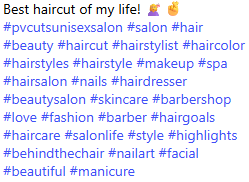 Best haircut of my life! 💇‍♀️ ✌️
#pvcutsunisexsalon #salon #hair
#beauty #haircut #hairstylist #haircolor
#hairstyles #hairstyle #makeup #spa
#hairsalon #nails #hairdresser
#beautysalon #skincare #barbershop
#love #fashion #barber #hairgoals
#haircare #salonlife #style #highlights
#behindthechair #nailart #facial
#beautiful #manicure